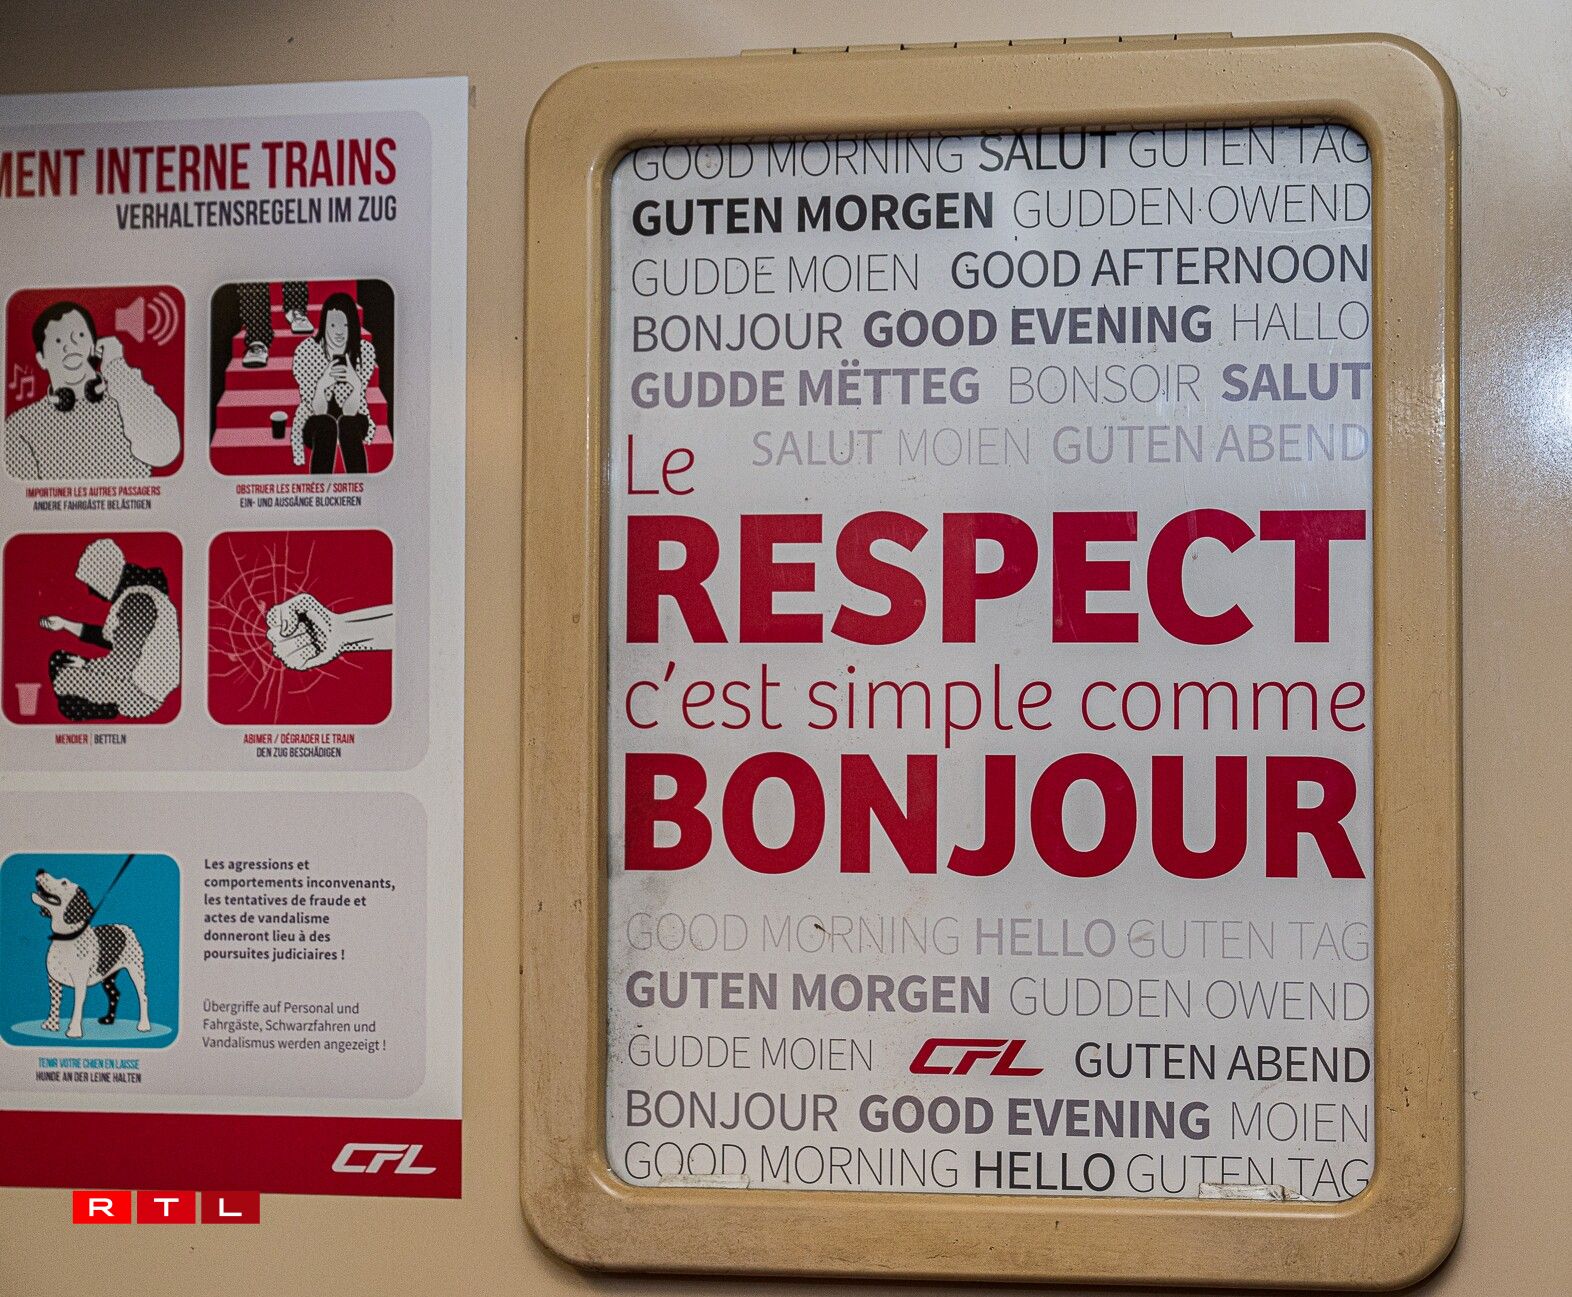 MENT INTERNE TRAINS
VERHALTENSREGELN IM ZUG
IMPORTUNER LES AUTRES PASSAGERS
ANDERE FAHRGÄSTE BELÄSTIGEN
OBSTRUER LES ENTRÉES / SORTIES
EIN- UND AUSGÄNGE BLOCKIEREN
MENDIER | BETTELN
ABIMER / DÉGRADER LE TRAIN
DEN ZUG BESCHÄDIGEN
TENIR VOTRE CHIEN EN LAISSE
HUNDE AN DER LEINE HALTEN
Les agressions et
comportements inconvenants,
les tentatives de fraude et
actes de vandalisme
donneront lieu à des
poursuites judiciaires !
Übergriffe auf Personal und
Fahrgäste, Schwarzfahren und
Vandalismus werden angezeigt !
CFL
RTL
GOOD MORNING SALUT GUTEN TAG
GUTEN MORGEN GUDDEN OWEND
GUDDE MOIEN GOOD AFTERNOON
BONJOUR GOOD EVENING HALLO
GUDDE MËTTEG BONSOIR SALUT
SALUT MOIEN GUTEN ABEND
Le
RESPECT
c'est simple comme
BONJOUR
GOOD MORNING HELLO GUTEN TAG
GUTEN MORGEN GUDDEN OWEND
GUDDE MOIEN CFL GUTEN ABEND
BONJOUR GOOD EVENING MOIEN
GOOD MORNING HELLO GUTEN TAG